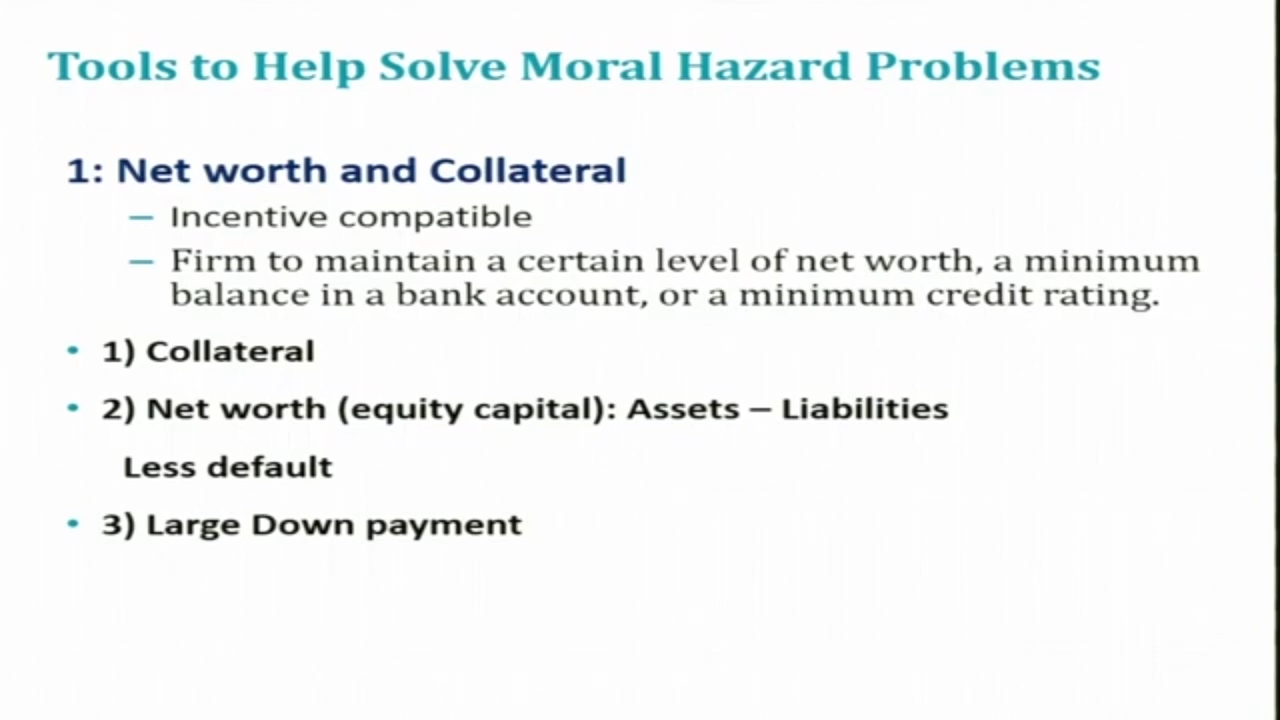 Tools to Help Solve Moral Hazard Problems
1: Net worth and Collateral
– Incentive compatible
– Firm to maintain a certain level of net worth, a minimum
balance in a bank account, or a minimum credit rating.
• 1) Collateral
• 2) Net worth (equity capital): Assets – Liabilities
Less default
• 3) Large Down payment